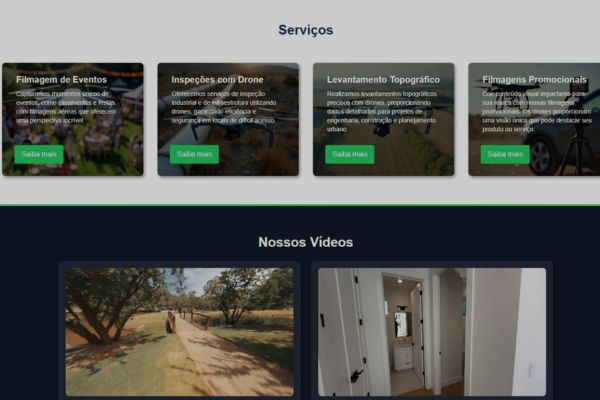 Serviços
Filmagem de Eventos
Capturamos momentos únicos de
eventos, como casamentos e festas,
com filmagens aéreas que oferecem
uma perspectiva incrível.
Saiba mais
Inspeções com Drone
Oferecemos serviços de inspeção
industrial e de infraestrutura utilizando
drones, garantindo eficiência e
segurança em locais de difícil acesso.
Saiba mais
Levantamento Topográfico
Realizamos levantamentos topográficos
precisos com drones, proporcionando
dados detalhados para projetos de
engenharia, construção e planejamento
urbano.
Saiba mais
Filmagens Promocionais
Crie conteúdo visual impactante para
sua marca com nossas filmagens
promocionais. Os drones proporcionam
uma visão única que pode destacar seu
produto ou serviço.
Saiba mais
Nossos Vídeos